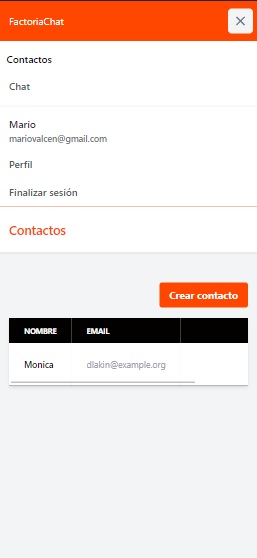 FactoriaChat
Contactos
Chat
Mario
mariovalcen@gmail.com
Perfil
Finalizar sesión
Contactos
Crear contacto
NOMBRE EMAIL
Monica dlakin@example.org